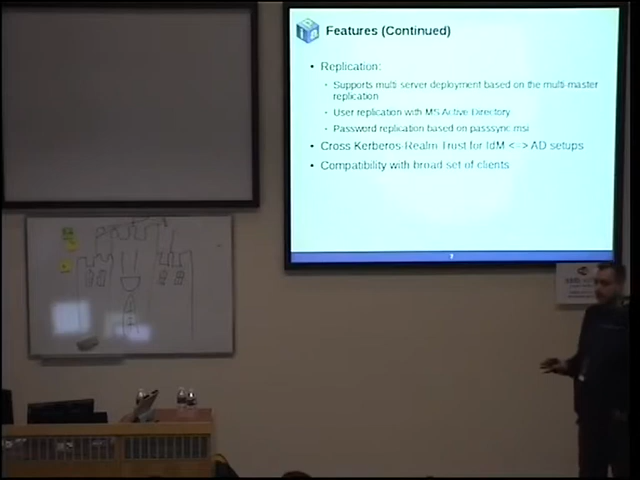 Features (Continued)
• Replication:
• Supports multi server deployment based on the multi-master
replication
• User replication with MS Active Directory
• Password replication based on passsync msi
• Cross Kerberos Realm Trust for IdM <-> AD setups
• Compatibility with broad set of clients
7